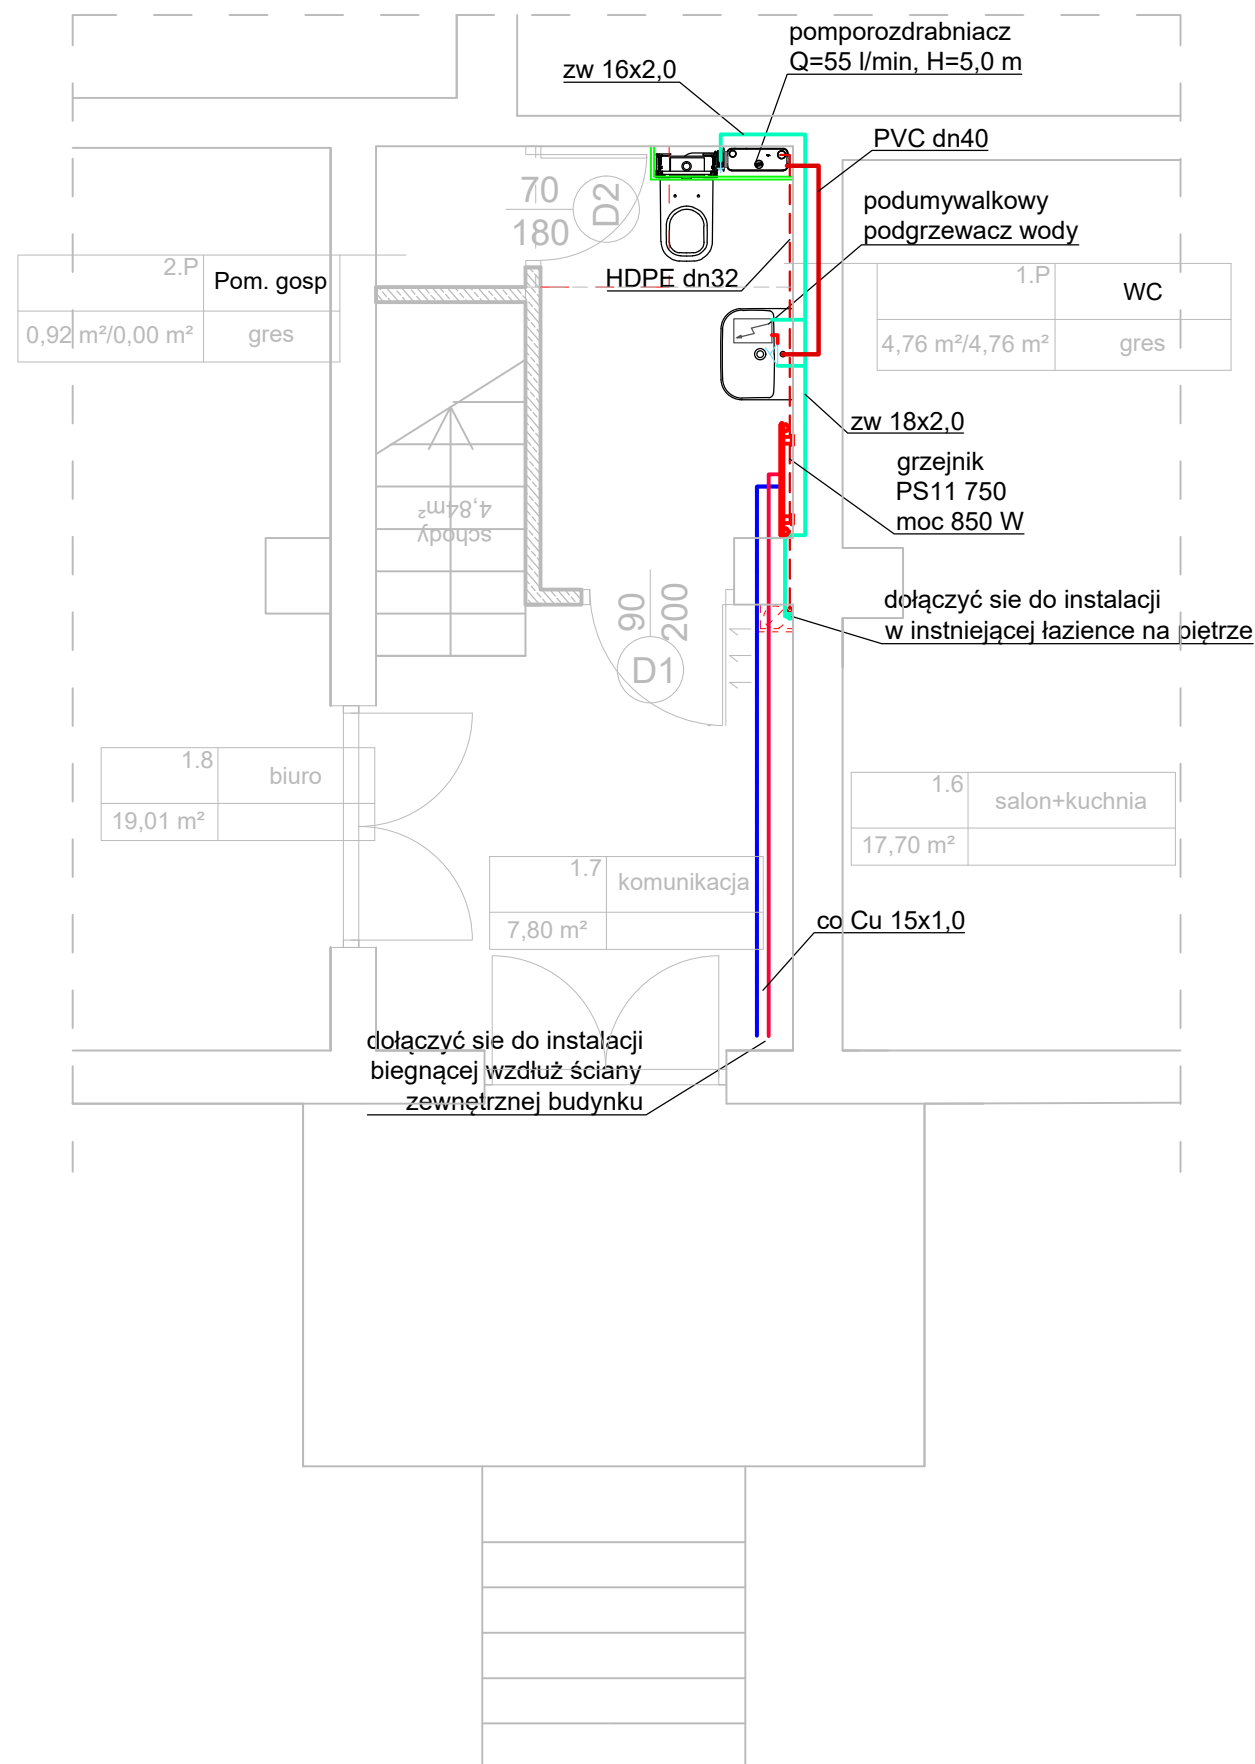 pomporozdrabniacz
Q=55 l/min, H=5,0 m
zw 16x2,0
PVC dn40
podumywalkowy
podgrzewacz wody
70
180
D2
2.P
Pom. gosp
0,92 m²/0,00 m²
gres
HDPE dn32
1.P
WC
4,76 m²/4,76 m²
gres
zw 18x2,0
grzejnik
PS11 750
moc 850 W
schody
4,84m²
90
200
D1
dołączyć sie do instalacji
w instniejącej łazience na piętrze
1.8
biuro
19,01 m²
1.6
salon+kuchnia
17,70 m²
1.7
komunikacja
7,80 m²
co Cu 15x1,0
dołączyć sie do instalacji
biegnącej wzdłuż ściany
zewnętrznej budynku